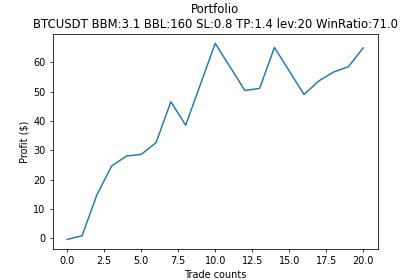 Portfolio
BTCUSDT BBM:3.1 BBL:160 SL:0.8 TP:1.4 lev:20 WinRatio:71.0
60
50
40
30
20
10
0
Profit ($)
0.0 2.5 5.0 7.5 10.0 12.5 15.0 17.5 20.0
Trade counts